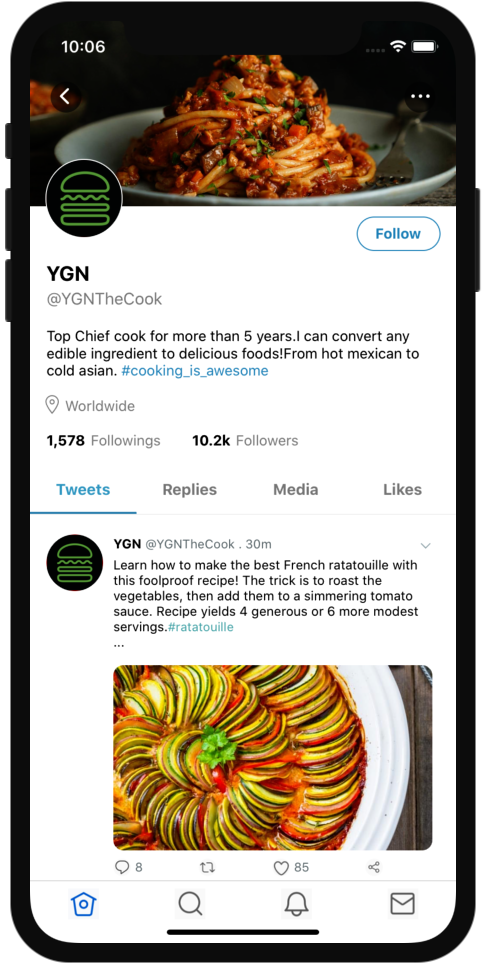 10:06
Follow
YGN
@YGNTheCook
Top Chief cook for more than 5 years.I can convert any
edible ingredient to delicious foods!From hot mexican to
cold asian. #cooking_is_awesome
Worldwide
1,578 Followings 10.2k Followers
Tweets Replies Media Likes
YGN @YGNTheCook . 30m
Learn how to make the best French ratatouille with
this foolproof recipe! The trick is to roast the
vegetables, then add them to a simmering tomato
sauce. Recipe yields 4 generous or 6 more modest
servings.#ratatouille
...
8 85